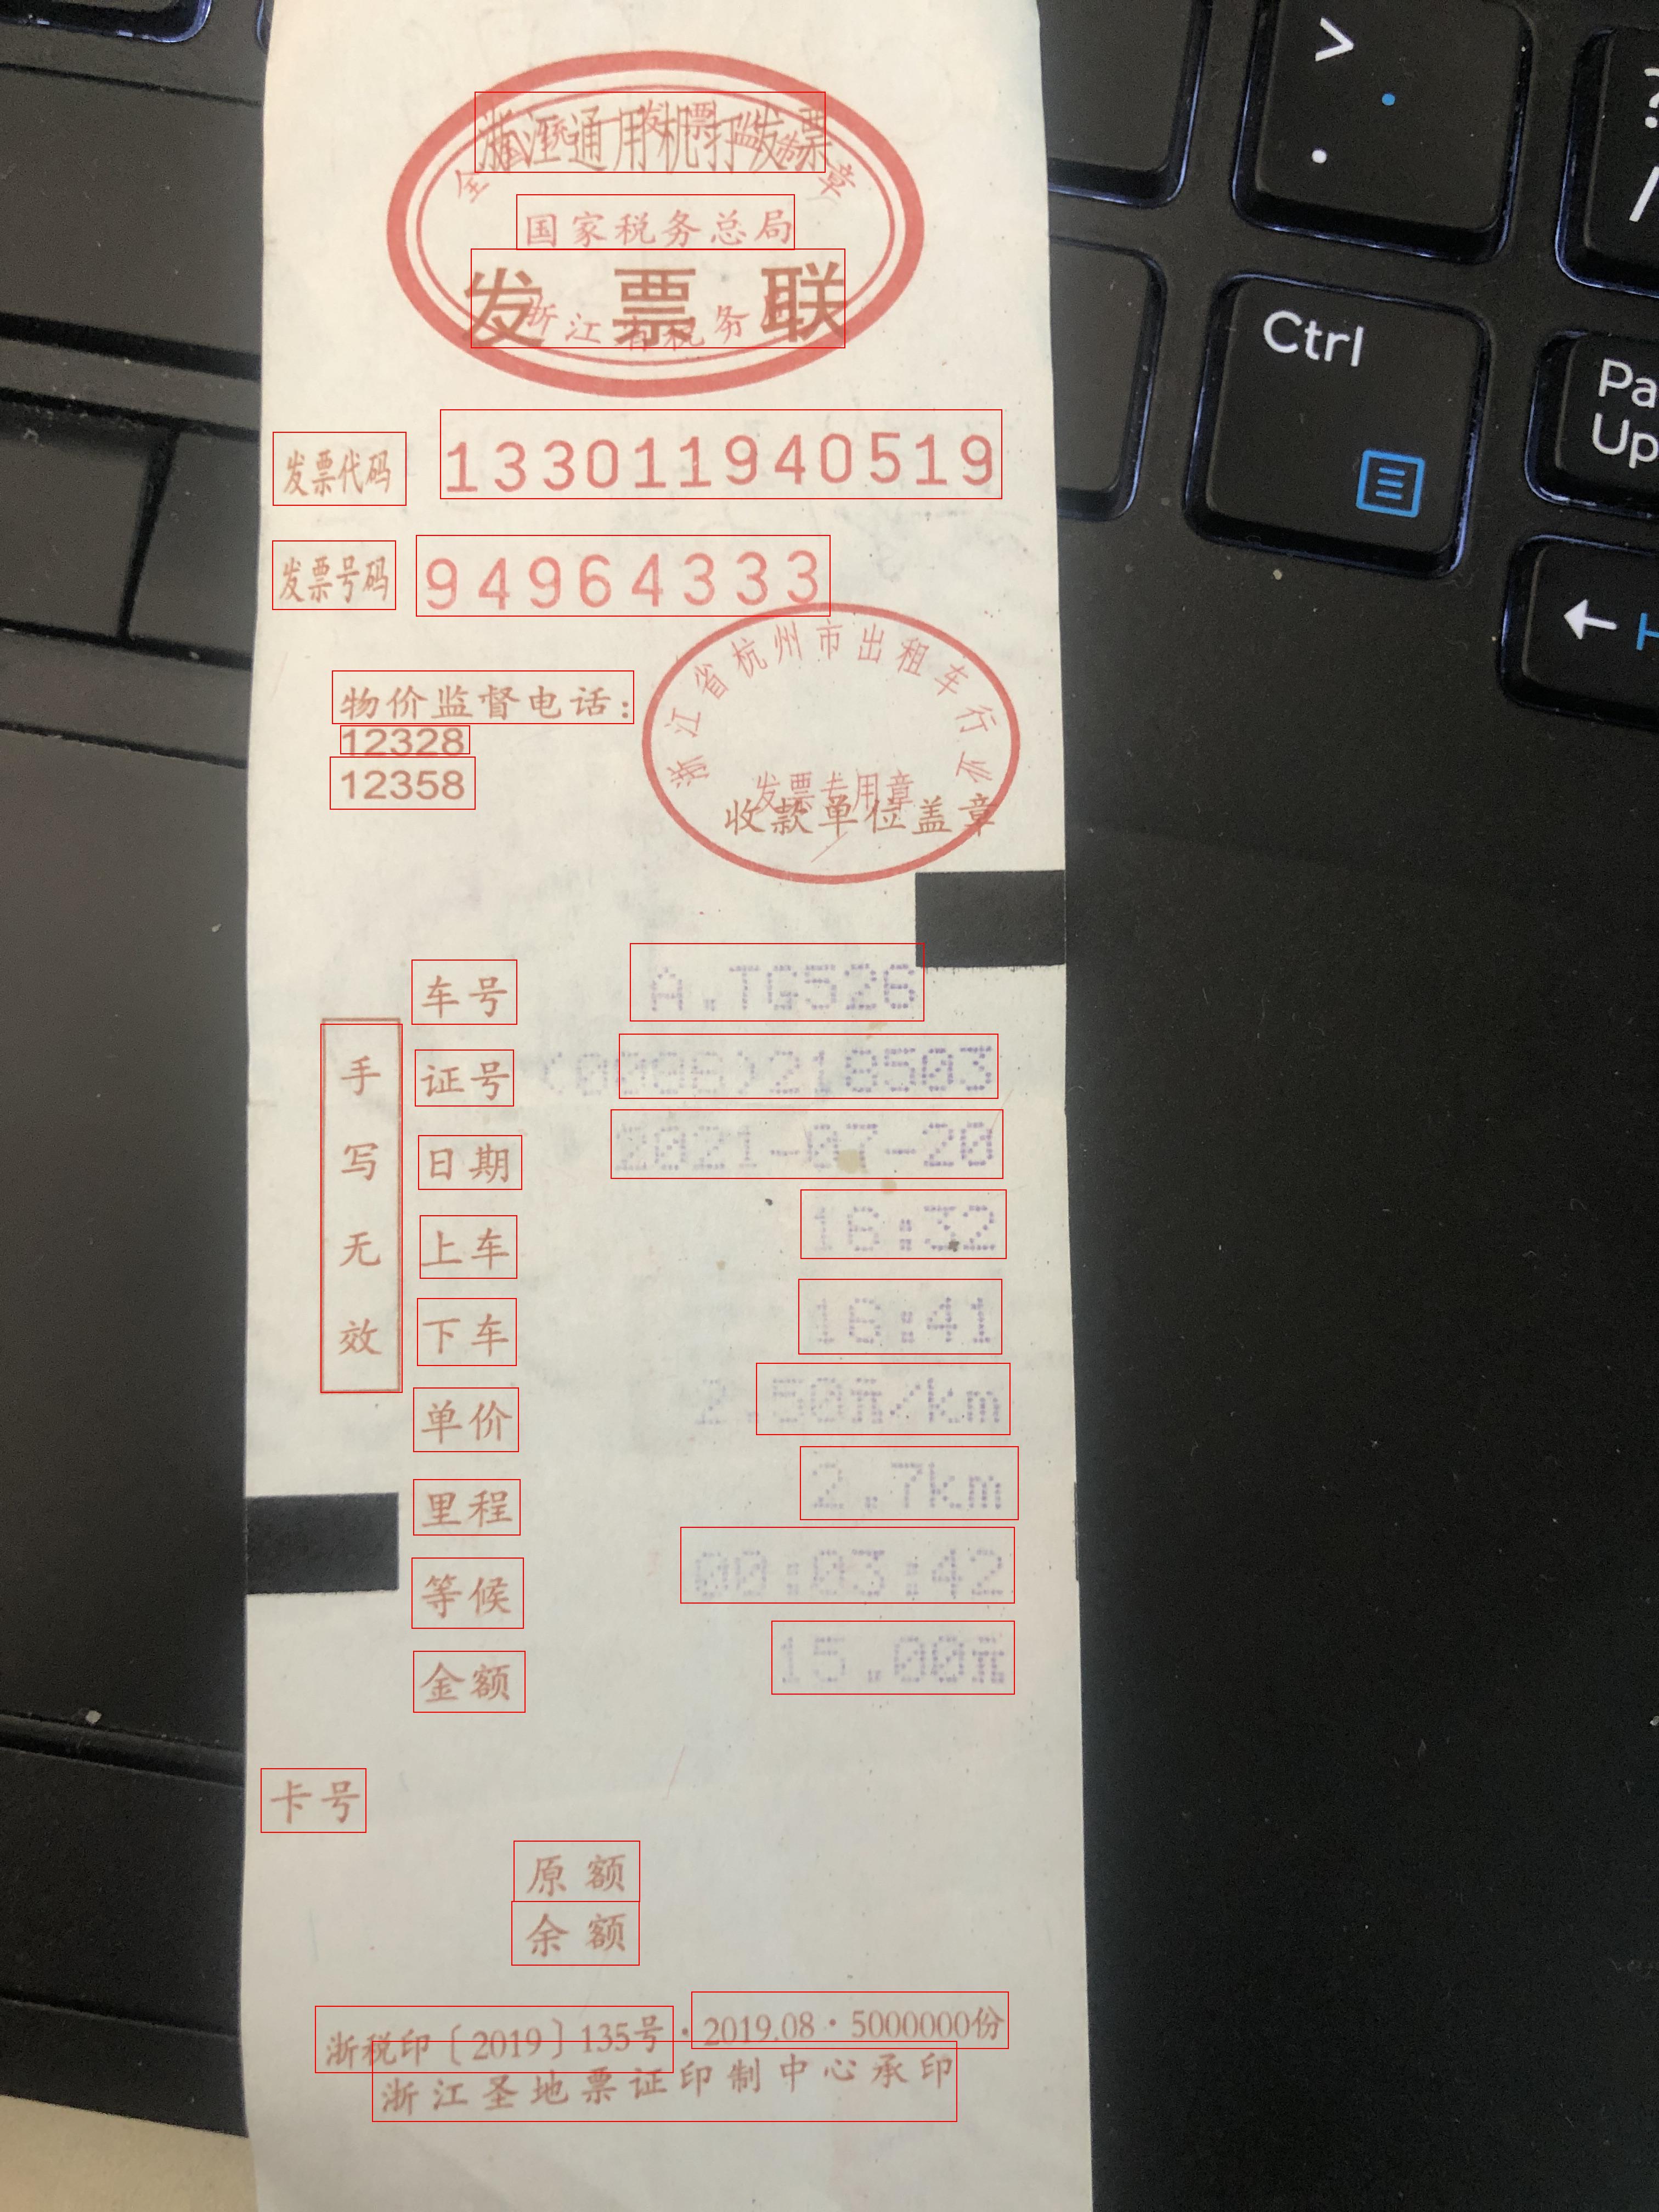 浙江通用机打发票
全国统一发票监制章
国家税务总局
发票联
浙江省税务局
发票代码 133011940519
发票号码 94964333
物价监督电话:
12328
12358
浙江省杭州市出租车行业
发票专用章
收款单位盖章
手写无效
车号 A.TG526
证号
日期 2021-07-20
上车 16:32
下车 16:41
单价 2.50元/km
里程 2.7km
等候 00:03:42
金额 15.00元
卡号
原额
余额
浙税印〔2019〕135号·2019.08·5000000份
浙江圣地票证印制中心承印
>
.
?
/
Ctrl
Pa
Up
←